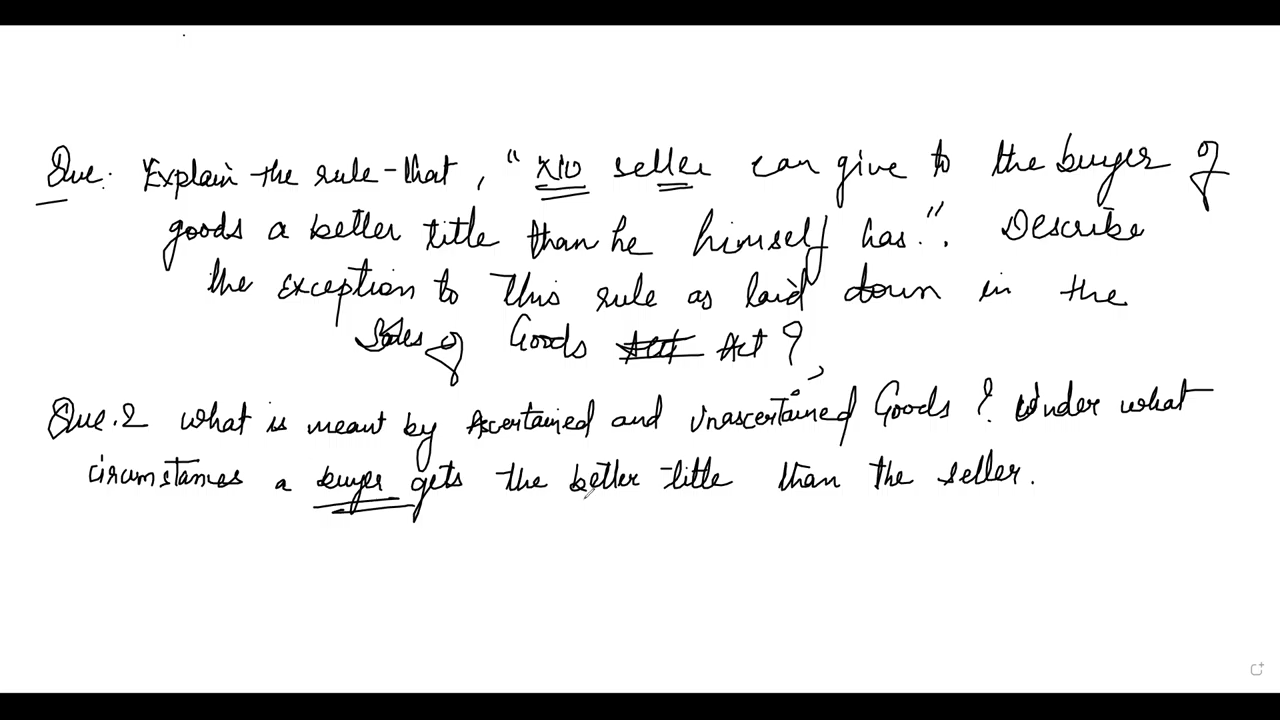 Que. Explain the rule-that, "No seller can give to the buyer of
goods a better title than he himself has.". Describe
the exception to this rule as laid down in the
Sales of Goods Act?
Que.2 What is meant by Ascertained and Unascertained Goods? Under what
circumstances a buyer gets the better title than the seller.